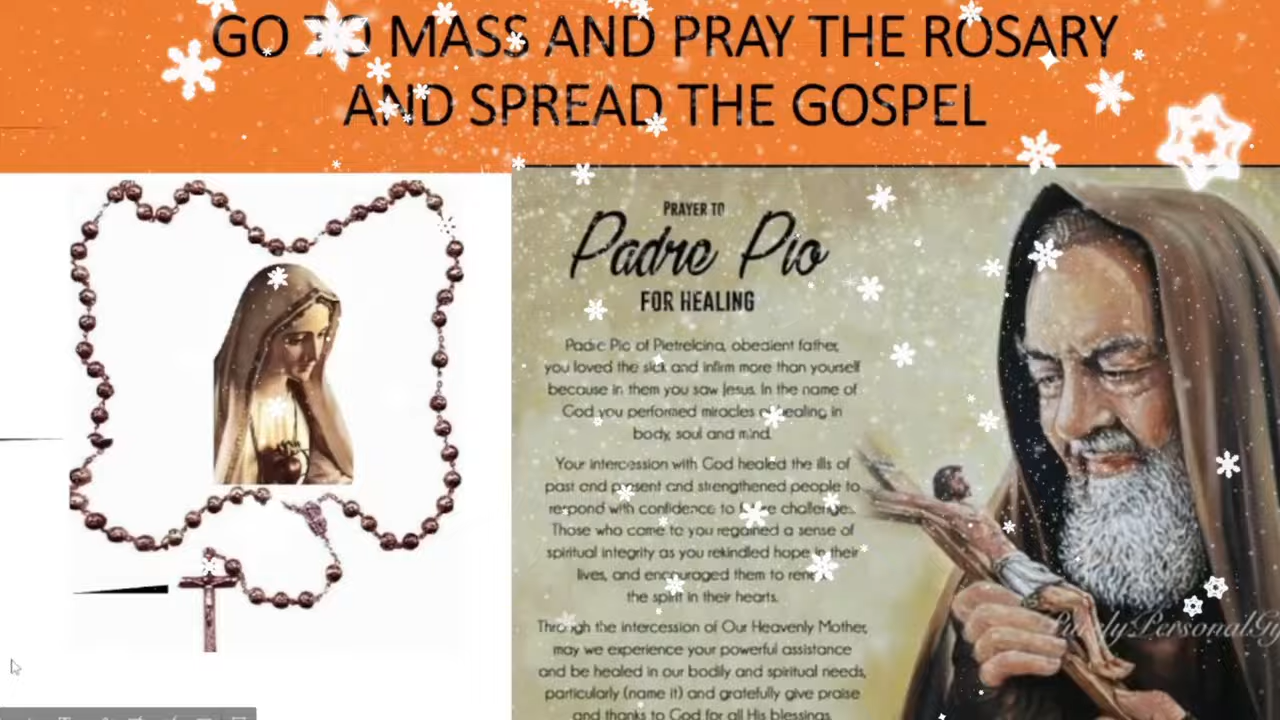 GO TO MASS AND PRAY THE ROSARY
AND SPREAD THE GOSPEL
PRAYER TO
Padre Pio
FOR HEALING
Padre Pio of Pietrelcina, obedient father,
you loved the sick and infirm more than yourself
because in them you saw Jesus. In the name of
God you performed miracles of healing in
body, soul and mind.
Your intercession with God healed the ills of
past and present and strengthened people to
respond with confidence to future challenges.
Those who came to you regained a sense of
spiritual integrity as you rekindled hope in their
lives, and encouraged them to renew
the spirit in their hearts.
Through the intercession of Our Heavenly Mother,
may we experience your powerful assistance
and be healed in our bodily and spiritual needs,
particularly (name it) and gratefully give praise
and thanks to God for all His blessings.
PurelyPersonalGi